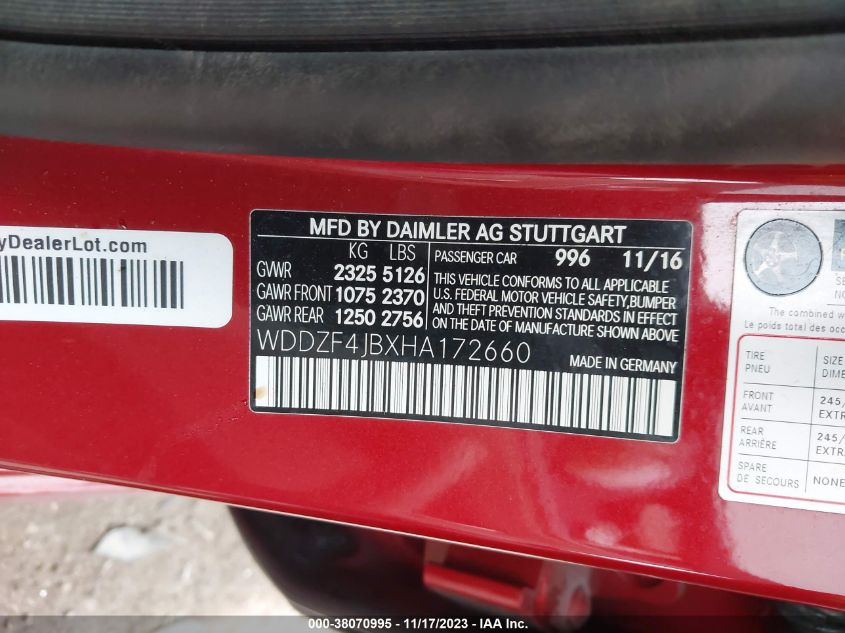 yDealerLot.com
MFD BY DAIMLER AG STUTTGART
KG LBS
GVWR 2325 5126
GAWR FRONT 1075 2370
GAWR REAR 1250 2756
PASSENGER CAR 996 11/16
THIS VEHICLE CONFORMS TO ALL APPLICABLE
U.S. FEDERAL MOTOR VEHICLE SAFETY,BUMPER
AND THEFT PREVENTION STANDARDS IN EFFECT
ON THE DATE OF MANUFACTURE SHOWN ABOVE
WDDZF4JBXHA172660
MADE IN GERMANY
SE
NO
The combined w
Le poids total
TIRE SIZE
PNEU DIME
FRONT 245/
AVANT EXTR
REAR 245/
ARRIÈRE EXTR
SPARE NONE
DE SECOURS
000-38070995 - 11/17/2023 - IAA Inc.